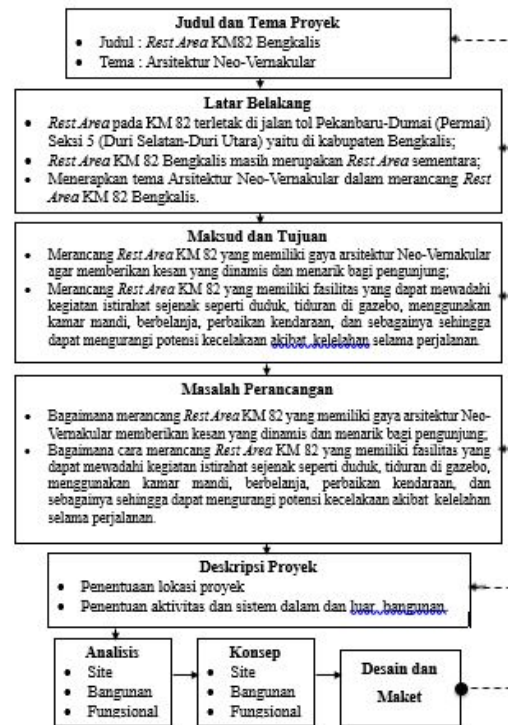 Judul dan Tema Proyek
• Judul : Rest Area KM82 Bengkalis
• Tema : Arsitektur Neo-Vernakular
Latar Belakang
• Rest Area pada KM 82 terletak di jalan tol Pekanbaru-Dumai (Permai)
Seksi 5 (Duri Selatan-Duri Utara) yaitu di kabupaten Bengkalis;
• Rest Area KM 82 Bengkalis masih merupakan Rest Area sementara;
• Menerapkan tema Arsitektur Neo-Vernakular dalam merancang Rest
Area KM 82 Bengkalis.
Maksud dan Tujuan
• Merancang Rest Area KM 82 yang memiliki gaya arsitektur Neo-Vernakular
agar memberikan kesan yang dinamis dan menarik bagi pengunjung;
• Merancang Rest Area KM 82 yang memiliki fasilitas yang dapat mewadahi
kegiatan istirahat sejenak seperti duduk, tiduran di gazebo, menggunakan
kamar mandi, berbelanja, perbaikan kendaraan, dan sebagainya sehingga
dapat mengurangi potensi kecelakaan akibat kelelahan selama perjalanan.
Masalah Perancangan
• Bagaimana merancang Rest Area KM 82 yang memiliki gaya arsitektur Neo-
Vernakular memberikan kesan yang dinamis dan menarik bagi pengunjung;
• Bagaimana cara merancang Rest Area KM 82 yang memiliki fasilitas yang
dapat mewadahi kegiatan istirahat sejenak seperti duduk, tiduran di gazebo,
menggunakan kamar mandi, berbelanja, perbaikan kendaraan, dan
sebagainya sehingga dapat mengurangi potensi kecelakaan akibat kelelahan
selama perjalanan.
Deskripsi Proyek
• Penentuaan lokasi proyek
• Penentuan aktivitas dan sistem dalam dan luar bangunan
Analisis
• Site
• Bangunan
• Fungsional
Konsep
• Site
• Bangunan
• Fungsional
Desain dan
Maket